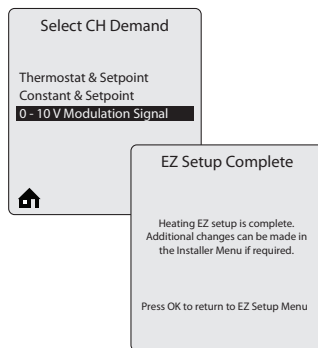 Select CH Demand
Thermostat & Setpoint
Constant & Setpoint
0 - 10 V Modulation Signal
EZ Setup Complete
Heating EZ setup is complete.
Additional changes can be made in
the Installer Menu if required.
Press OK to return to EZ Setup Menu